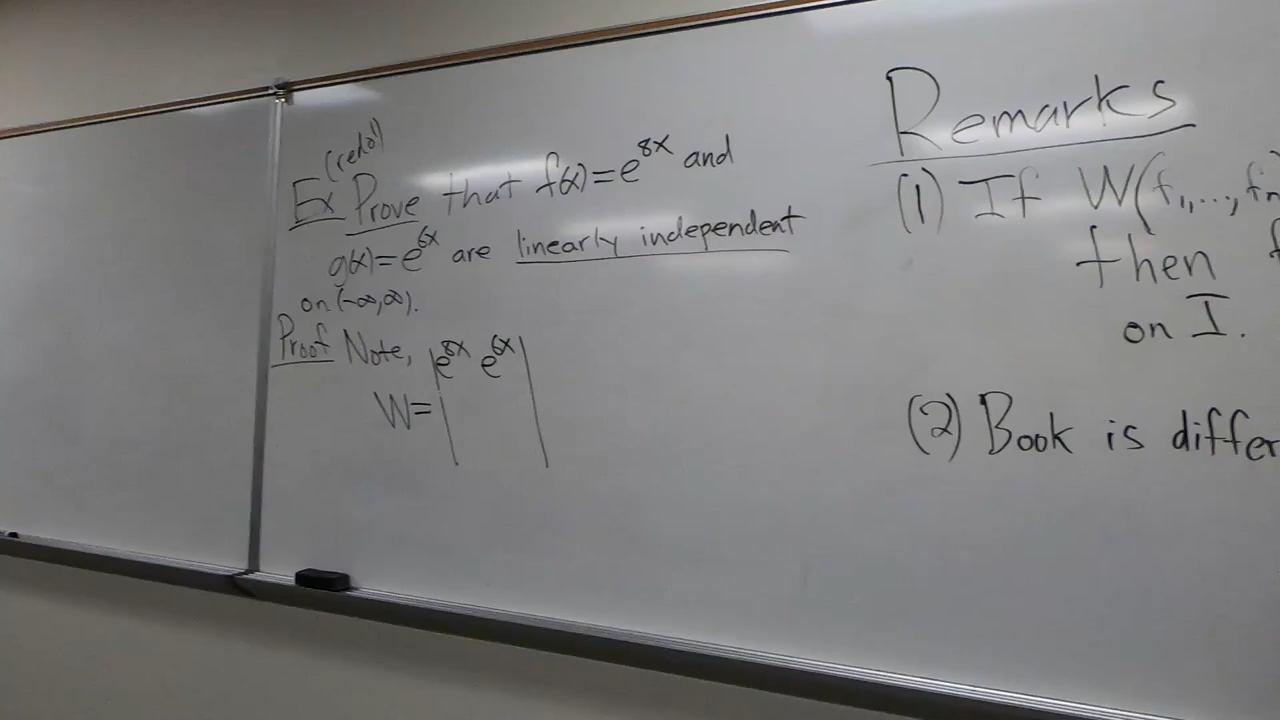 (redo)
Ex Prove that f(x)=e^{8x} and
g(x)=e^{6x} are linearly independent
on (-∞,∞).
Proof Note,
W=|e^{8x} e^{6x}|
Remarks
(1) If W(f₁,...,fₙ)
then f
on I.
(2) Book is differ